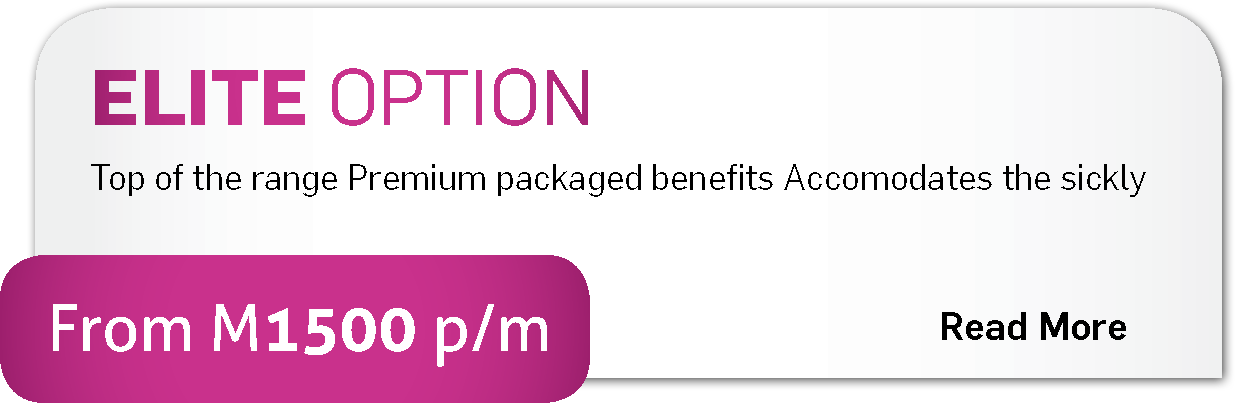 ELITE OPTION
Top of the range Premium packaged benefits Accomodates the sickly
From M1500 p/m
Read More